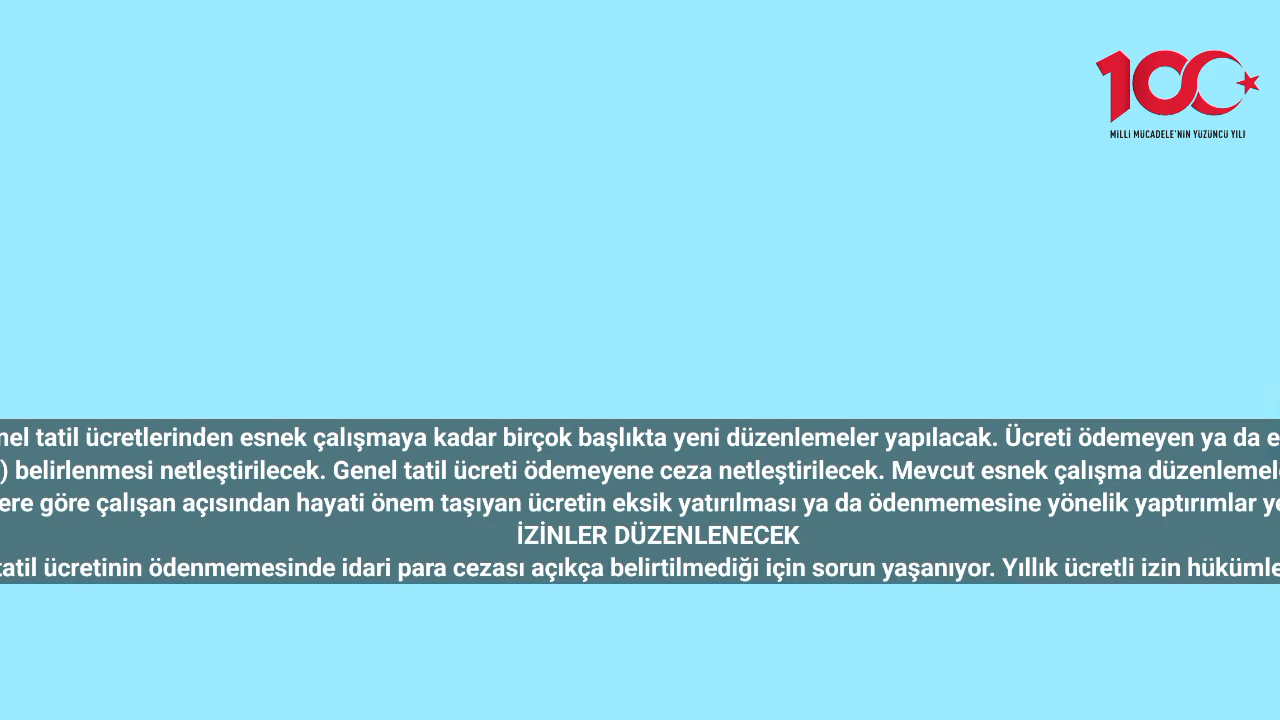 100
MİLLİ MÜCADELE'NİN YÜZÜNCÜ YILI
nel tatil ücretlerinden esnek çalışmaya kadar birçok başlıkta yeni düzenlemeler yapılacak. Ücreti ödemeyen ya da e
) belirlenmesi netleştirilecek. Genel tatil ücreti ödemeyene ceza netleştirilecek. Mevcut esnek çalışma düzenlemele
ere göre çalışan açısından hayati önem taşıyan ücretin eksik yatırılması ya da ödenmemesine yönelik yaptırımlar ye
İZİNLER DÜZENLENECEK
tatil ücretinin ödenmemesinde idari para cezası açıkça belirtilmediği için sorun yaşanıyor. Yıllık ücretli izin hükümle